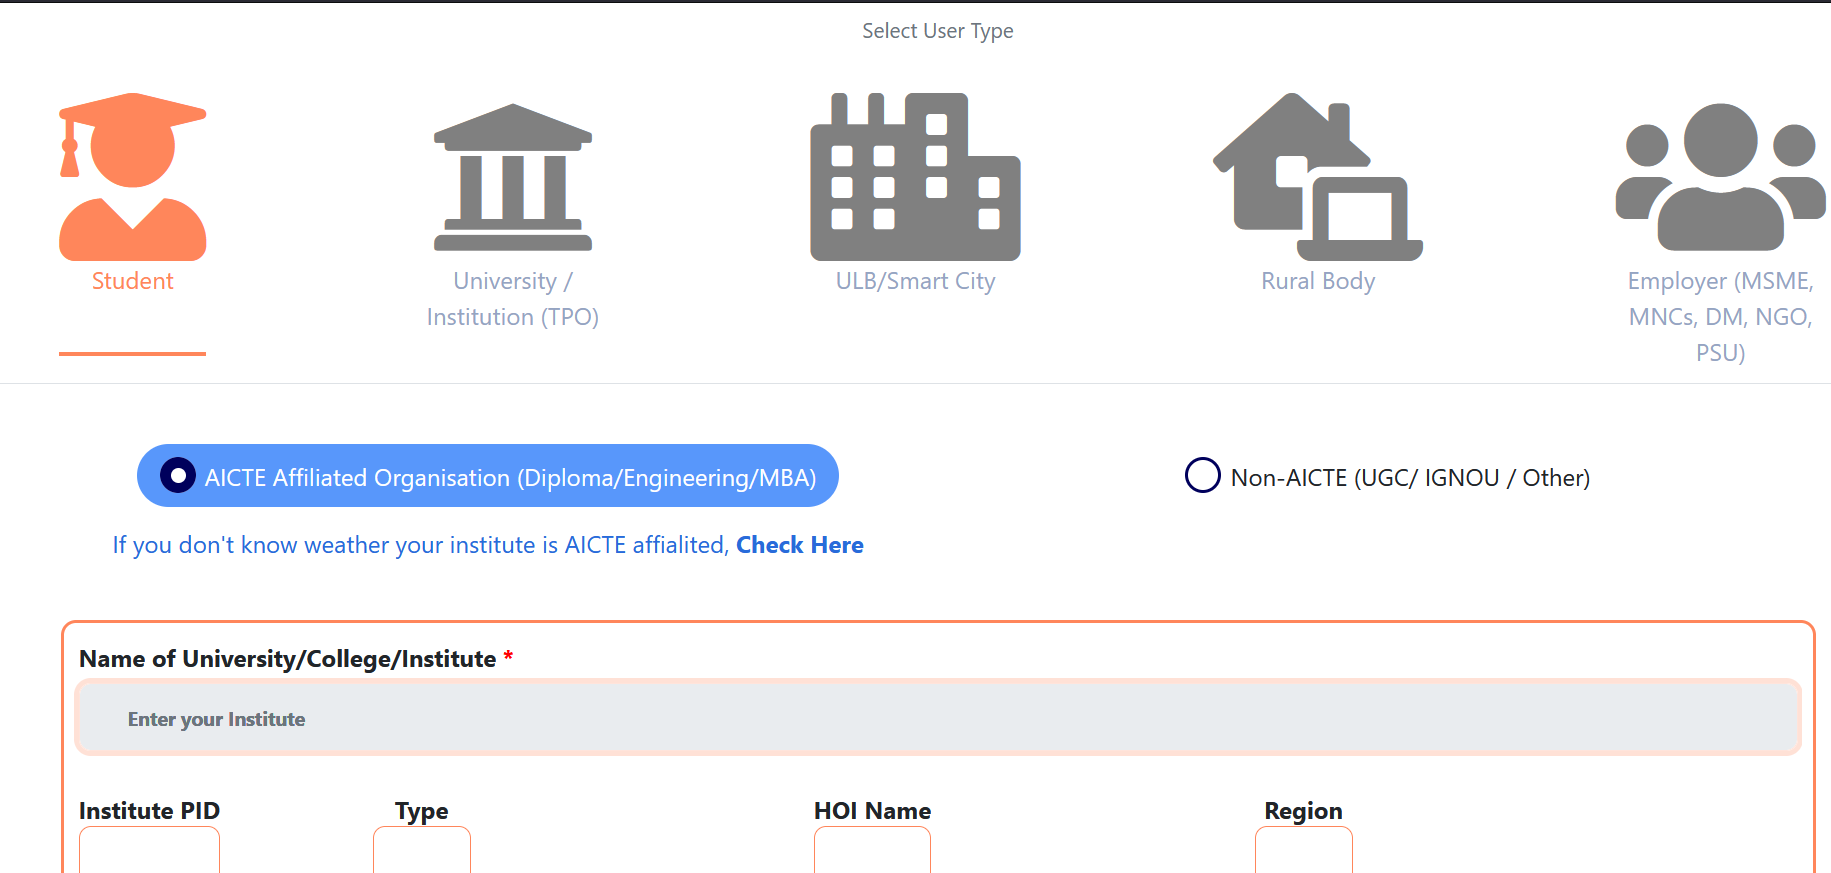 Select User Type
Student
University /
Institution (TPO)
ULB/Smart City
Rural Body
Employer (MSME,
MNCs, DM, NGO,
PSU)
AICTE Affiliated Organisation (Diploma/Engineering/MBA)
Non-AICTE (UGC/ IGNOU / Other)
If you don't know weather your institute is AICTE affialited, Check Here
Name of University/College/Institute *
Enter your Institute
Institute PID
Type
HOI Name
Region